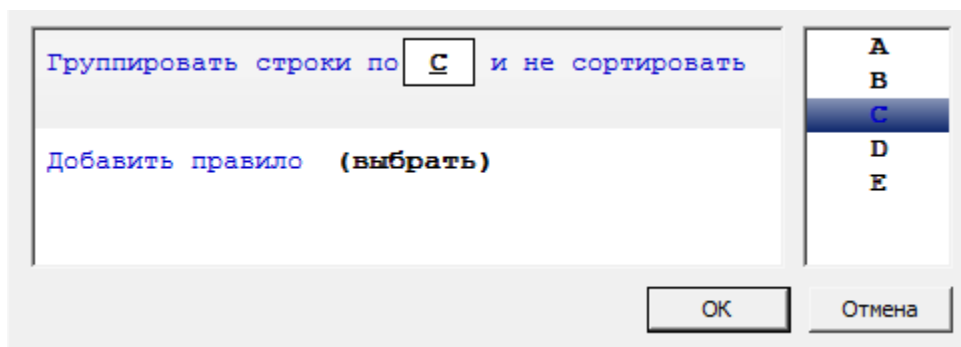 Группировать строки по C и не сортировать
Добавить правило (выбрать)
A
B
C
D
E
OK
Отмена